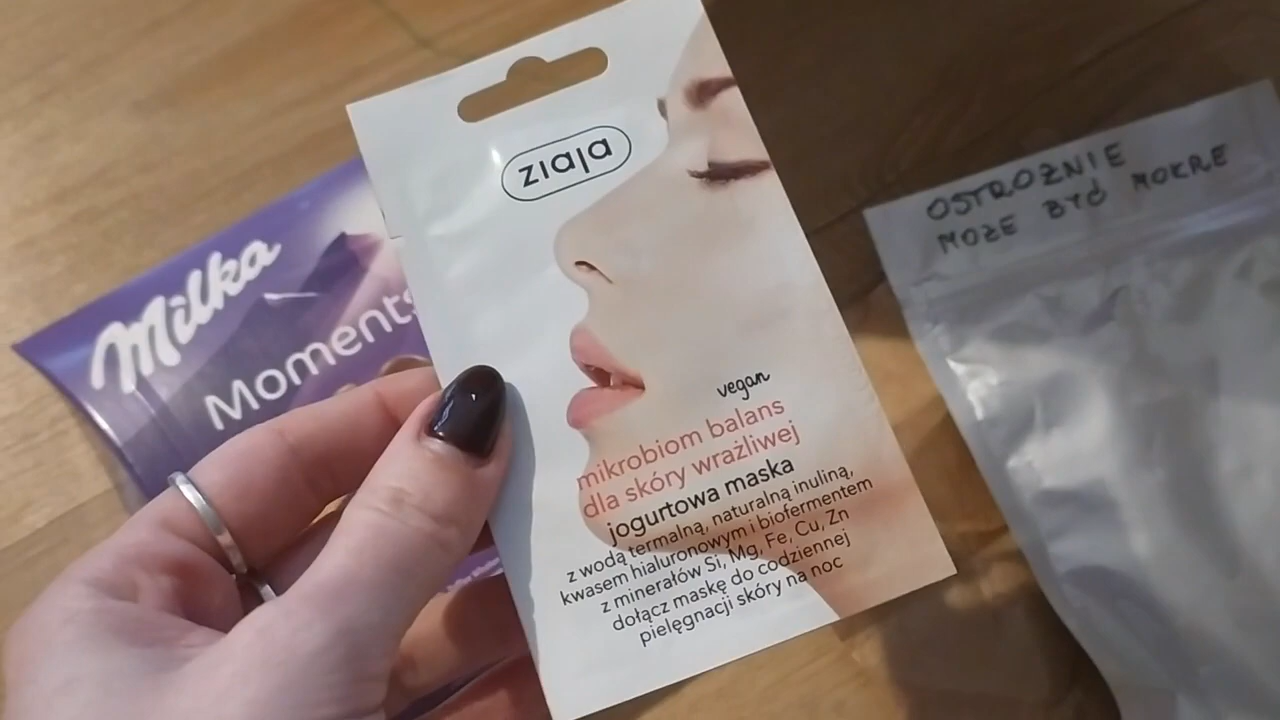 Milka
Moments
ziaja
vegan
mikrobiom balans
dla skóry wrażliwej
jogurtowa maska
z wodą termalną, naturalną inuliną,
kwasem hialuronowym i biofermentem
z minerałów Si, Mg, Fe, Cu, Zn
dołącz maskę do codziennej
pielęgnacji skóry na noc
OSTROŻNIE
MOŻE BYĆ MOKRE